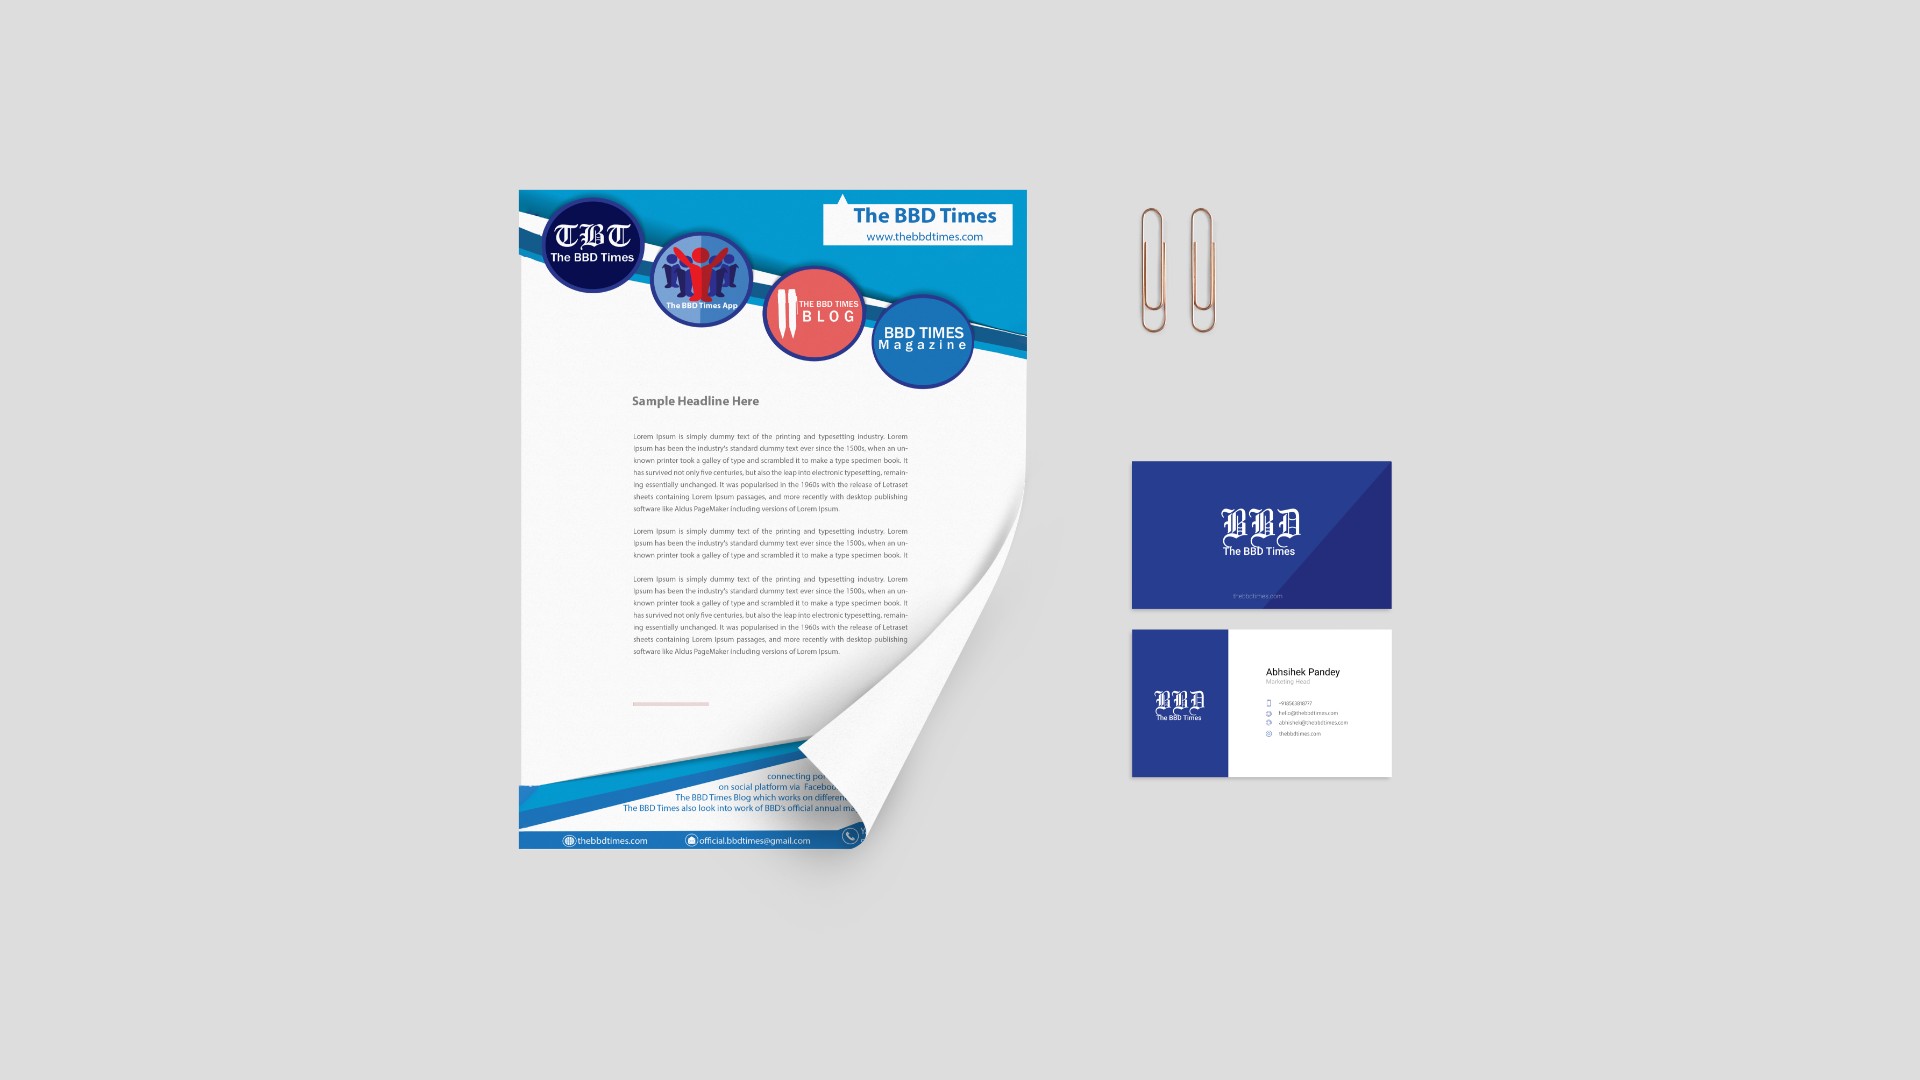 The BBD Times
www.thebbdtimes.com
TBT
The BBD Times
The BBD Times App
THE BBD TIMES
BLOG
BBD TIMES
Magazine
Sample Headline Here
Lorem Ipsum is simply dummy text of the printing and typesetting industry. Lorem
Ipsum has been the industry's standard dummy text ever since the 1500s, when an un-
known printer took a galley of type and scrambled it to make a type specimen book. It
has survived not only five centuries, but also the leap into electronic typesetting, remain-
ing essentially unchanged. It was popularised in the 1960s with the release of Letraset
sheets containing Lorem Ipsum passages, and more recently with desktop publishing
software like Aldus PageMaker including versions of Lorem Ipsum.
Lorem Ipsum is simply dummy text of the printing and typesetting industry. Lorem
Ipsum has been the industry's standard dummy text ever since the 1500s, when an un-
known printer took a galley of type and scrambled it to make a type specimen book. It
Lorem Ipsum is simply dummy text of the printing and typesetting industry. Lorem
Ipsum has been the industry's standard dummy text ever since the 1500s, when an un-
known printer took a galley of type and scrambled it to make a type specimen book. It
has survived not only five centuries, but also the leap into electronic typesetting, remain-
ing essentially unchanged. It was popularised in the 1960s with the release of Letraset
sheets containing Lorem Ipsum passages, and more recently with desktop publishing
software like Aldus PageMaker including versions of Lorem Ipsum.
connecting
on social platform via
The BBD Times Blog which works on
The BBD Times also look into work of BBD's official annual
thebbdtimes.com
official.bbdtimes@gmail.com
BBD
The BBD Times
thebbdtimes.com
BBD
The BBD Times
Abhsihek Pandey
Marketing Head
hello@thebbdtimes.com
abhishek@thebbdtimes.com
thebbdtimes.com